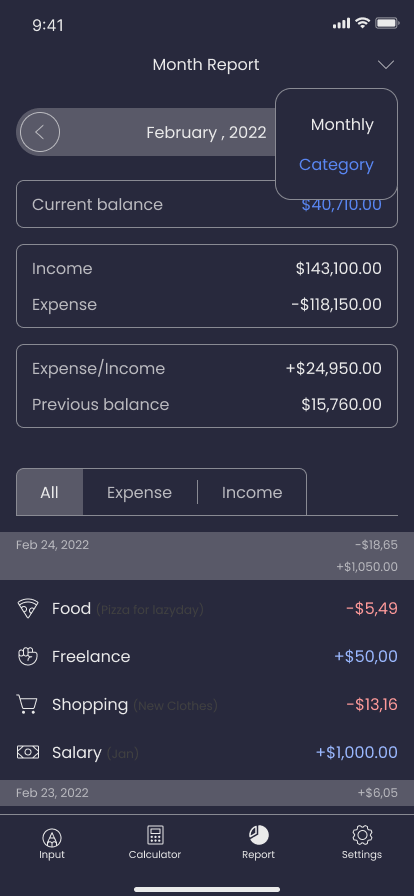 9:41
Month Report
Monthly
February , 2022
Category
Current balance $40,710.00
Income $143,100.00
Expense -$118,150.00
Expense/Income +$24,950.00
Previous balance $15,760.00
All Expense Income
Feb 24, 2022 -$18,65
+$1,050.00
Food (Pizza for lazyday) -$5,49
Freelance +$50,00
Shopping (New Clothes) -$13,16
Salary (Jan) +$1,000.00
Feb 23, 2022 +$6,05
Input Calculator Report Settings